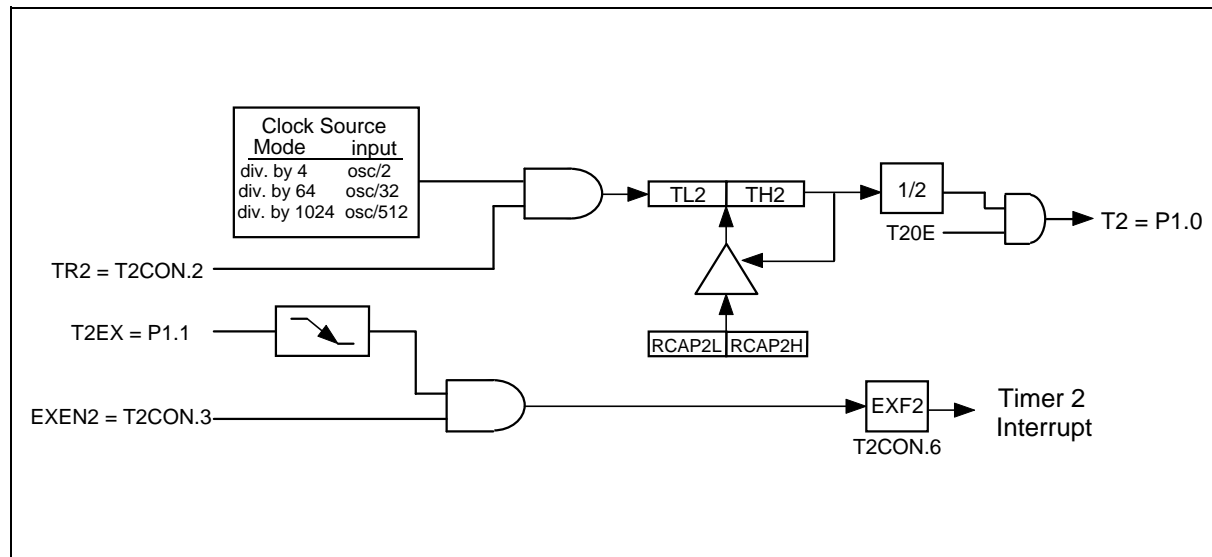 Clock Source
Mode input
div. by 4 osc/2
div. by 64 osc/32
div. by 1024 osc/512
TL2 TH2
1/2
T20E
T2 = P1.0
TR2 = T2CON.2
T2EX = P1.1
RCAP2L RCAP2H
EXEN2 = T2CON.3
EXF2
T2CON.6
Timer 2
Interrupt